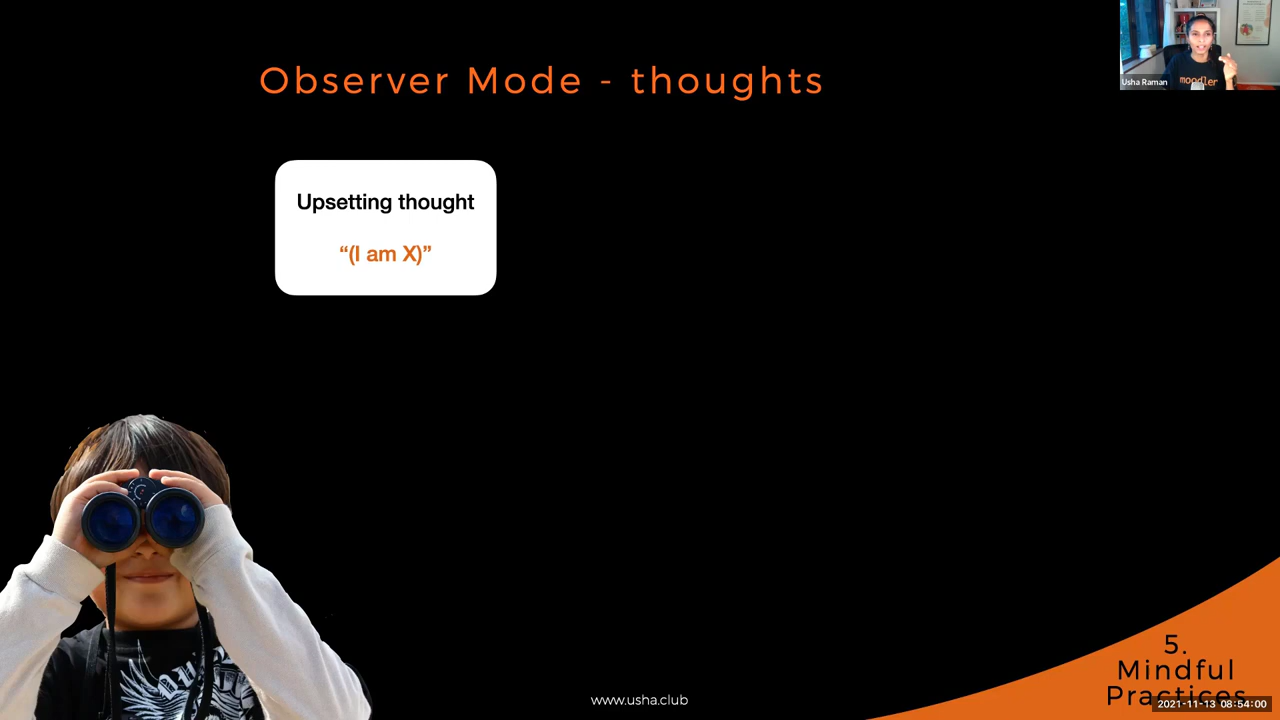 Observer Mode - thoughts
Usha Raman
moodler
Upsetting thought
“(I am X)”
www.usha.club
5.
Mindful
Practices
2021-11-13 08:54:00